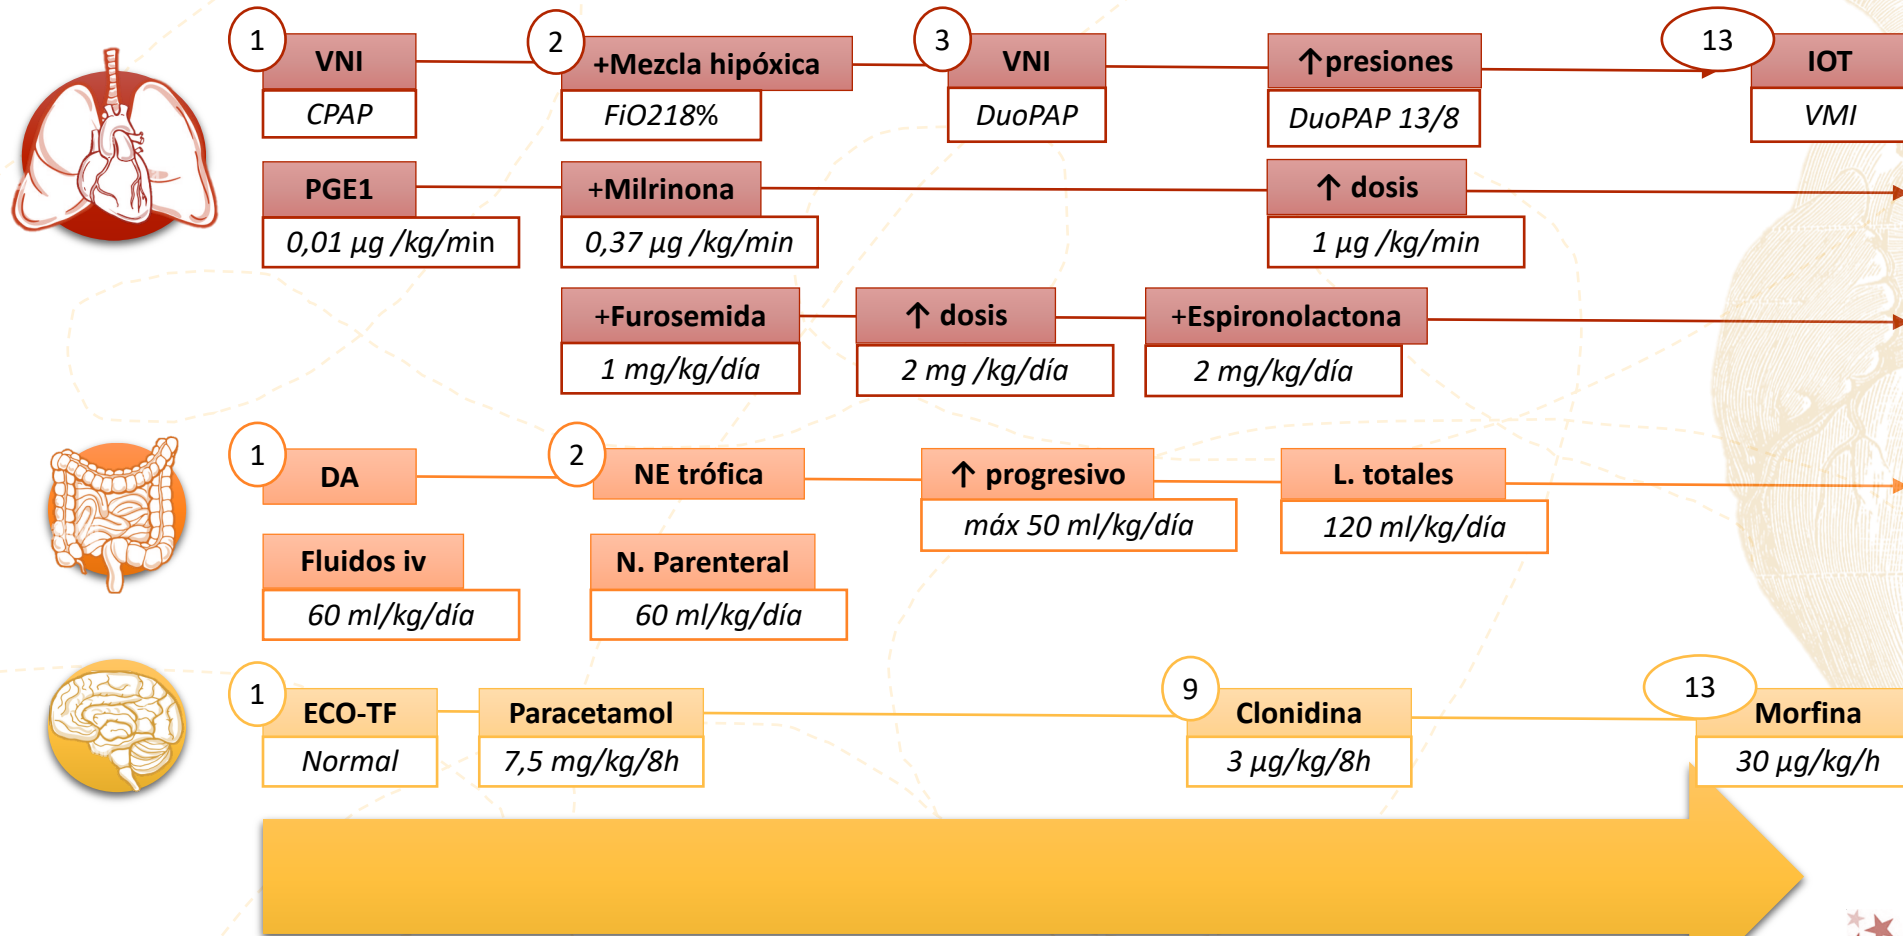 1
VNI
CPAP
2
+Mezcla hipóxica
FiO218%
3
VNI
DuoPAP
↑presiones
DuoPAP 13/8
13
IOT
VMI
PGE1
0,01 µg /kg/min
+Milrinona
0,37 µg /kg/min
↑ dosis
1 µg /kg/min
+Furosemida
1 mg/kg/día
↑ dosis
2 mg /kg/día
+Espironolactona
2 mg/kg/día
1
DA
2
NE trófica
↑ progresivo
máx 50 ml/kg/día
L. totales
120 ml/kg/día
Fluidos iv
60 ml/kg/día
N. Parenteral
60 ml/kg/día
1
ECO-TF
Normal
Paracetamol
7,5 mg/kg/8h
9
Clonidina
3 µg/kg/8h
13
Morfina
30 µg/kg/h